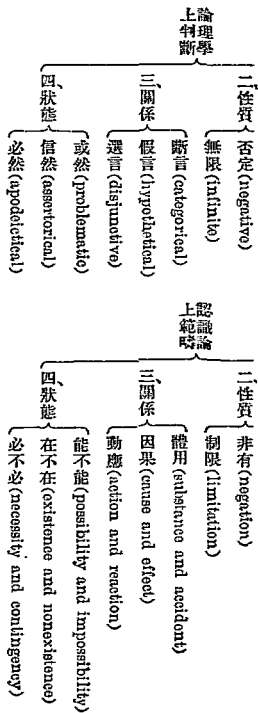 論理學
上判斷
二、性質
否定(negative)
無限(infinite)
三、關係
斷言(categorical)
假言(hypothetical)
選言(disjunctive)
四、狀態
或然(problematic)
信然(assertorical)
必然(apodeictical)
認識論
上範疇
二、性質
非有(negation)
制限(limitation)
三、關係
體用(substance and accident)
因果(cause and effect)
動應(action and reaction)
四、狀態
能不能(possibility and impossibility)
在不在(existence and nonexistence)
必不必(necessity and contingency)